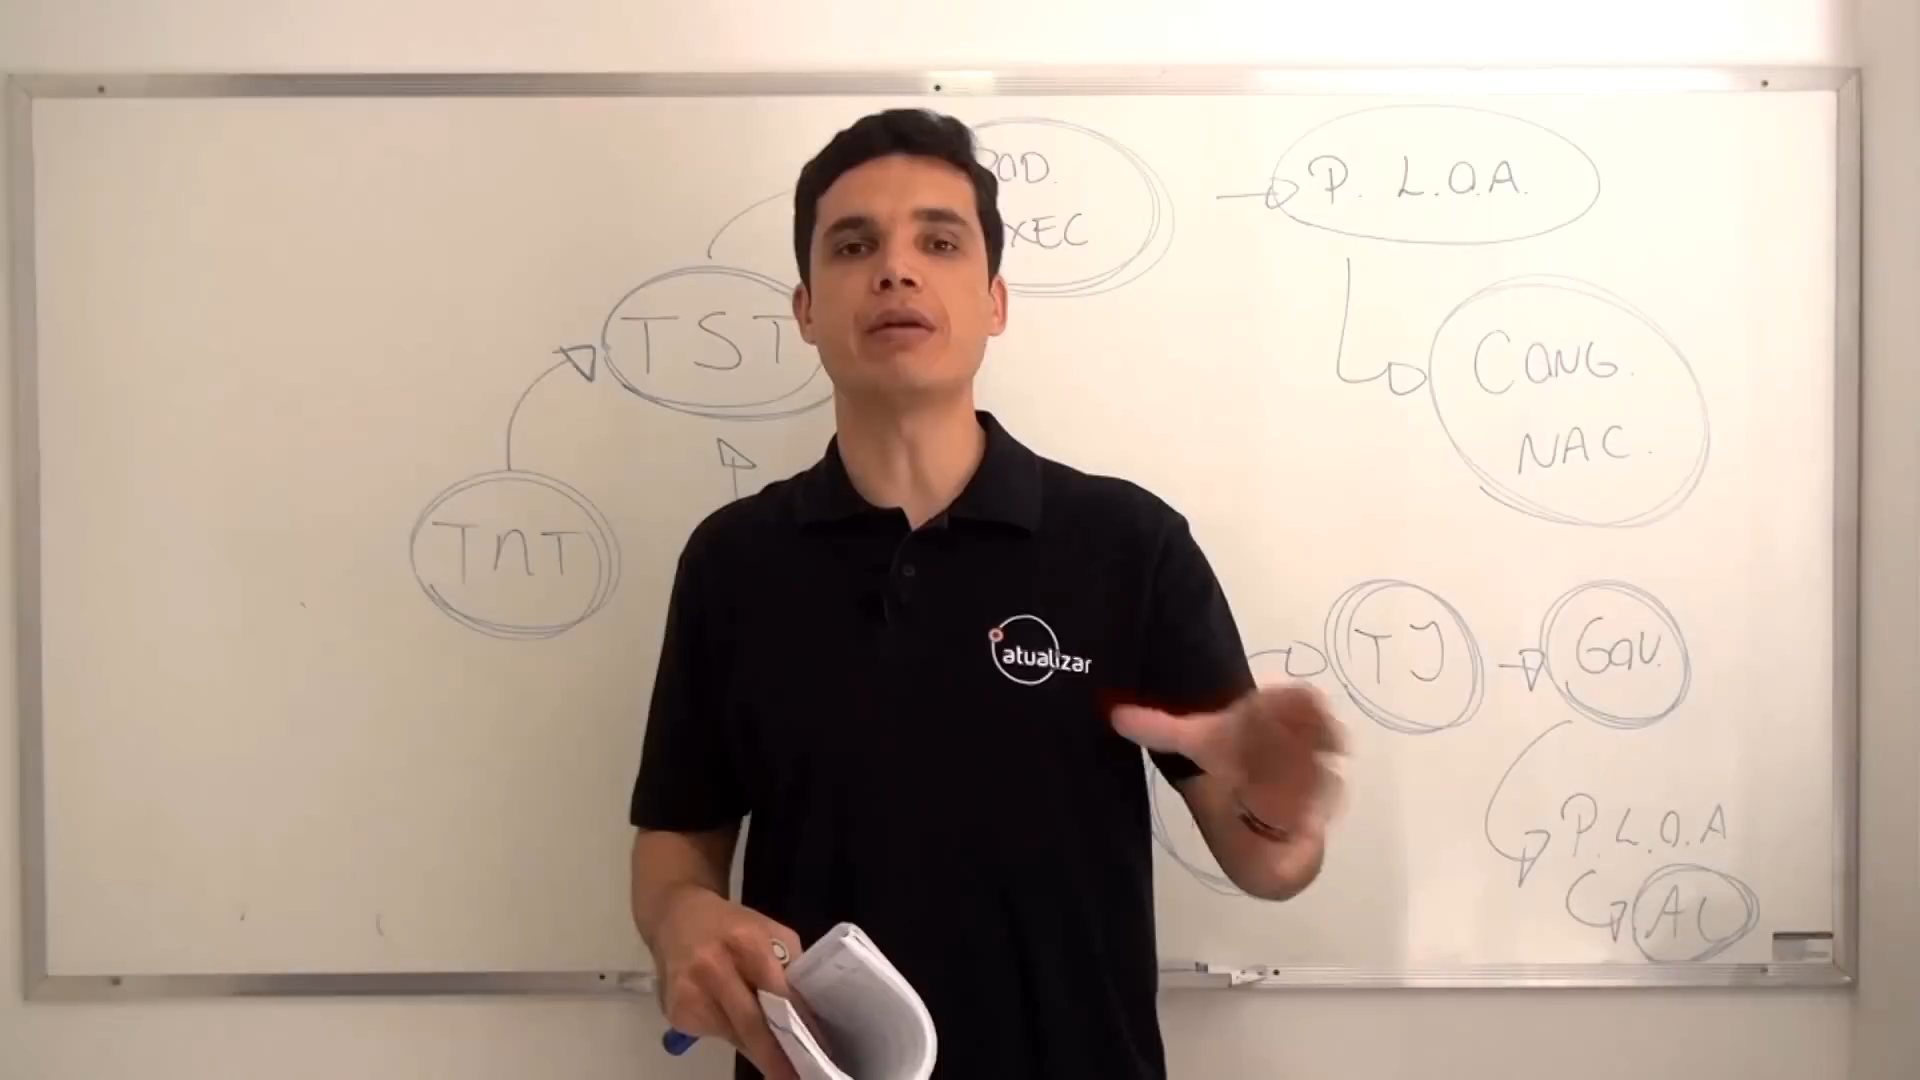 OD.
XEC
P. L.O.A.
TST
CONG.
NAC.
TRT
TJ
GOV.
P.L.O.A
AL
atualizar